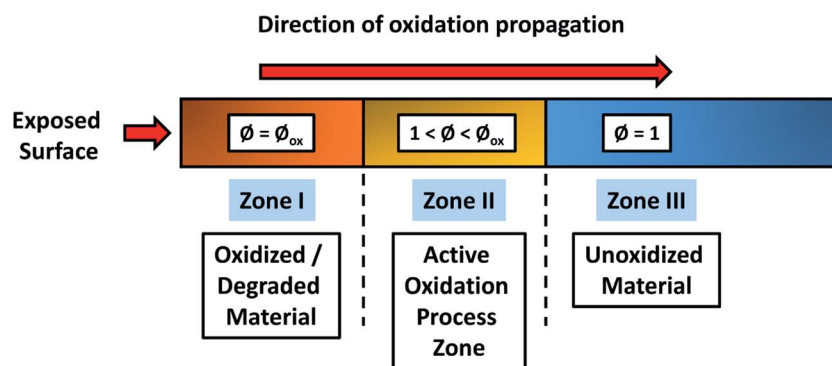 Direction of oxidation propagation
Exposed
Surface
Ø = Øox
1 < Ø < Øox
Ø = 1
Zone I
Zone II
Zone III
Oxidized /
Degraded
Material
Active
Oxidation
Process
Zone
Unoxidized
Material